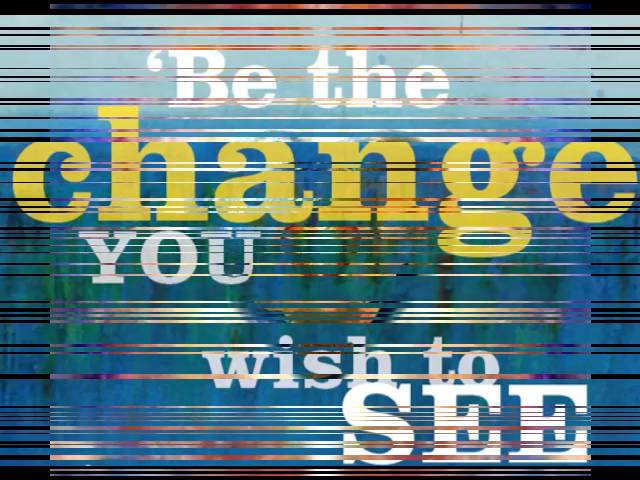 ‘Be the
change
YOU
wish to
SEE